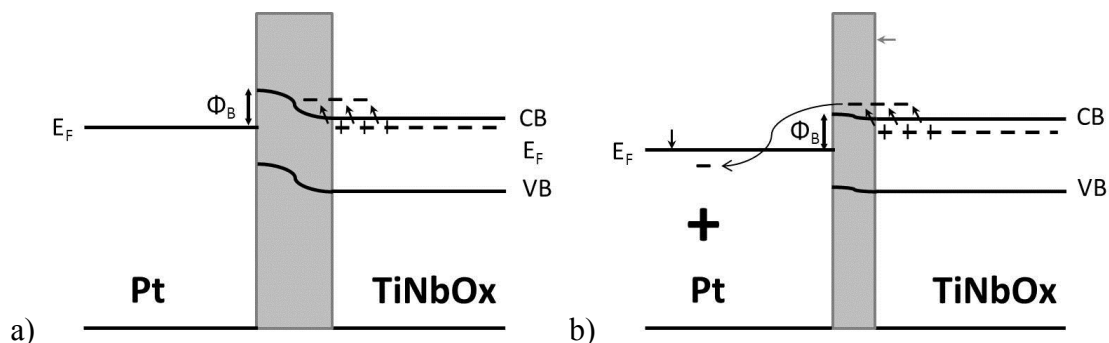 Φ_B
E_F
CB
E_F
VB
Pt
TiNbOx
a)
Φ_B
E_F
CB
VB
+
Pt
TiNbOx
b)